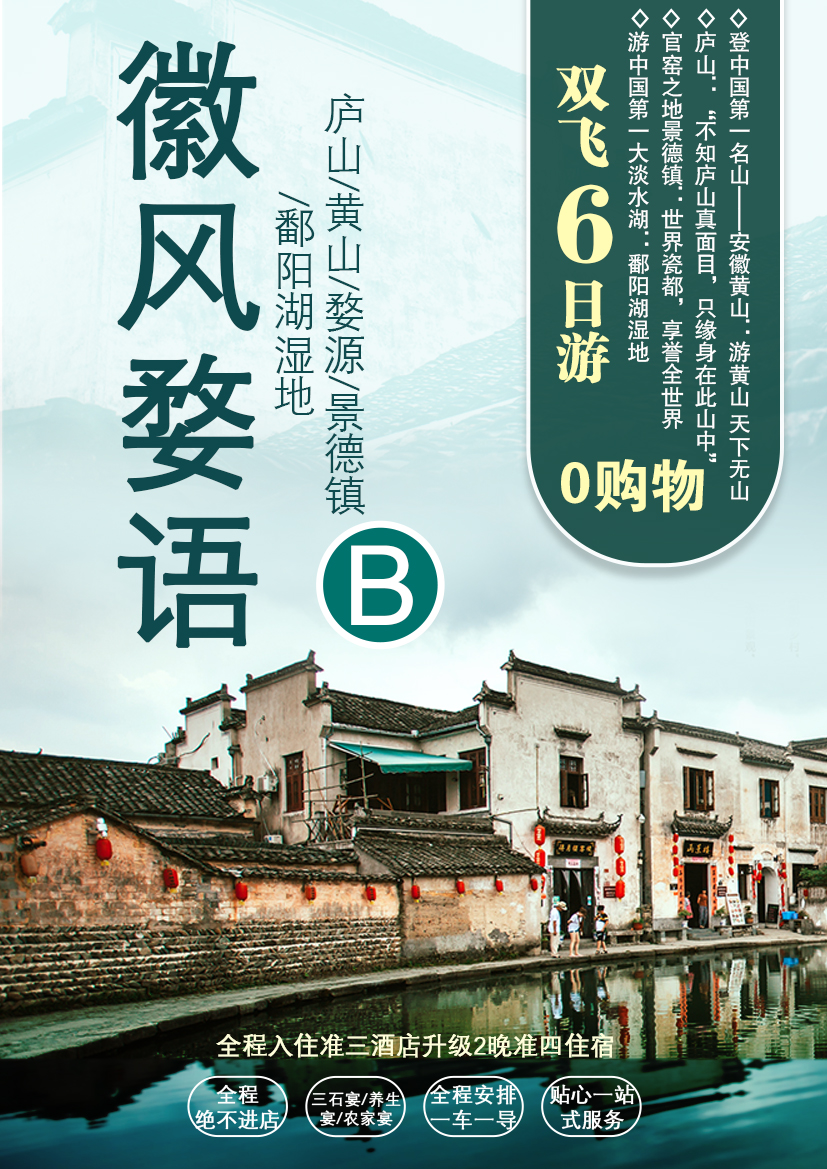 徽风婺语
庐山/黄山/婺源/景德镇
/鄱阳湖湿地
B
◇登中国第一名山——安徽黄山：游黄山 天下无山
◇庐山：“不知庐山真面目，只缘身在此山中”
◇官窑之地景德镇：世界瓷都，享誉全世界
◇游中国第一大淡水湖：鄱阳湖湿地
双飞6日游
0购物
全程入住准三酒店升级2晚准四住宿
全程
绝不进店
三石宴/养生
宴/农家宴
全程安排
一车一导
贴心一站
式服务